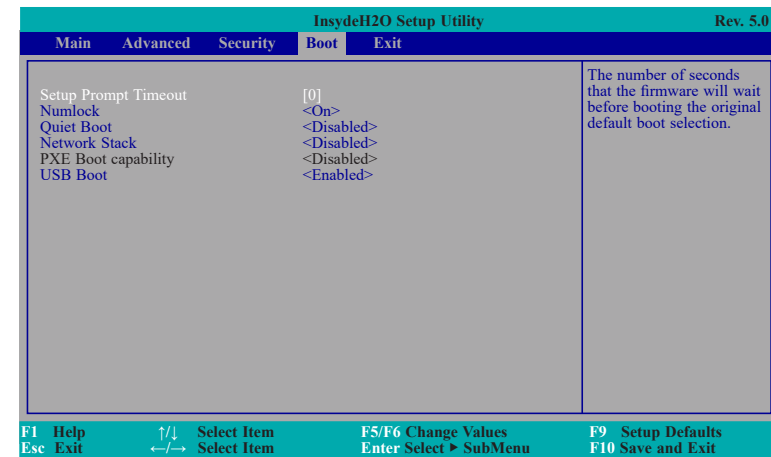 InsydeH2O Setup Utility Rev. 5.0
Main Advanced Security Boot Exit
Setup Prompt Timeout [0]
Numlock <On>
Quiet Boot <Disabled>
Network Stack <Disabled>
PXE Boot capability <Disabled>
USB Boot <Enabled>
The number of seconds
that the firmware will wait
before booting the original
default boot selection.
F1 Help ↑/↓ Select Item F5/F6 Change Values F9 Setup Defaults
Esc Exit ←/→ Select Item Enter Select ► SubMenu F10 Save and Exit